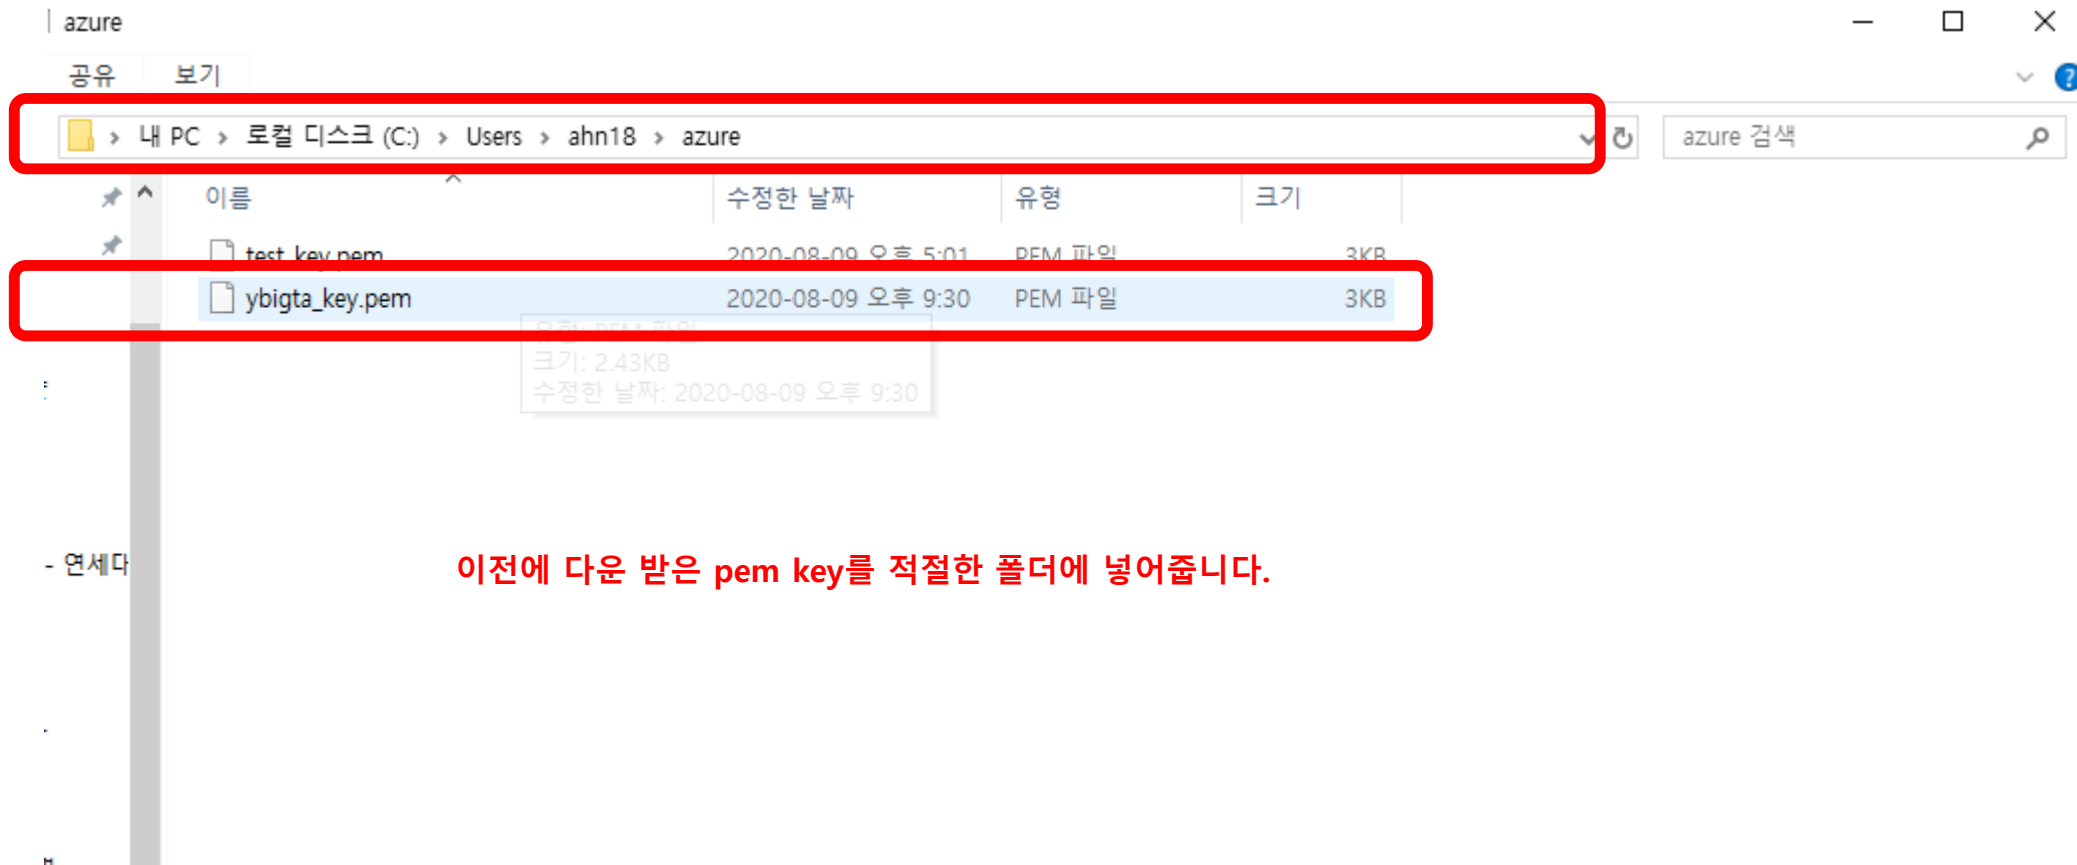 azure
공유 보기
내 PC › 로컬 디스크 (C:) › Users › ahn18 › azure
azure 검색
이름 수정한 날짜 유형 크기
test_key.pem 2020-08-09 오후 5:01 PEM 파일 3KB
ybigta_key.pem 2020-08-09 오후 9:30 PEM 파일 3KB
유형: PEM 파일
크기: 2.43KB
수정한 날짜: 2020-08-09 오후 9:30
- 연세다
이전에 다운 받은 pem key를 적절한 폴더에 넣어줍니다.